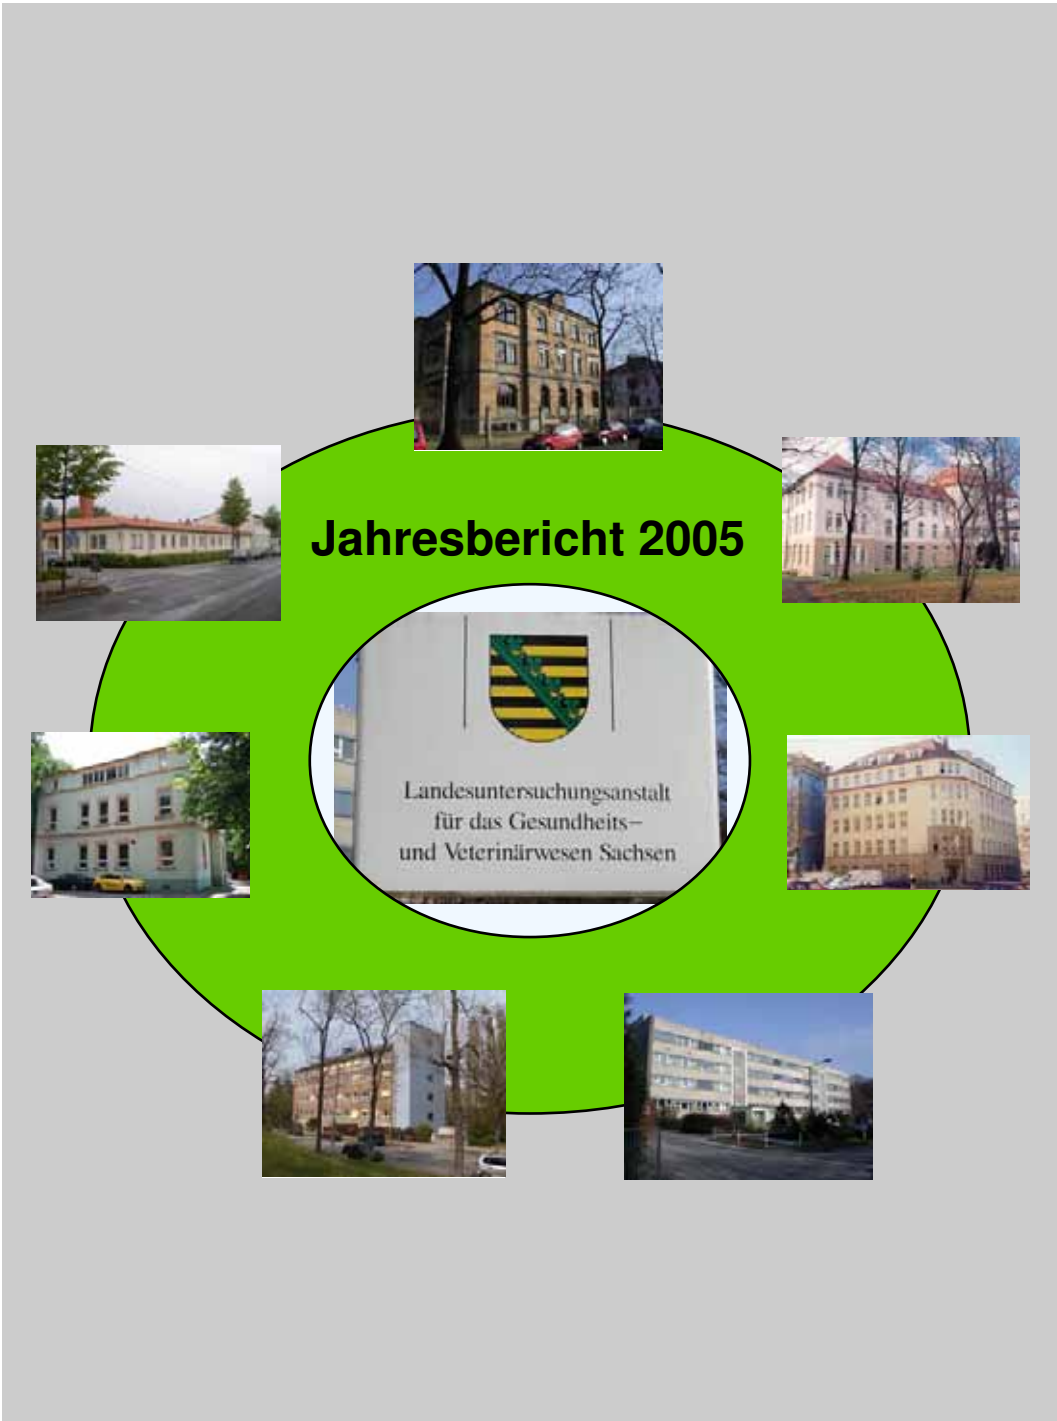 Jahresbericht 2005
Landesuntersuchungsanstalt
für das Gesundheits–
und Veterinärwesen Sachsen